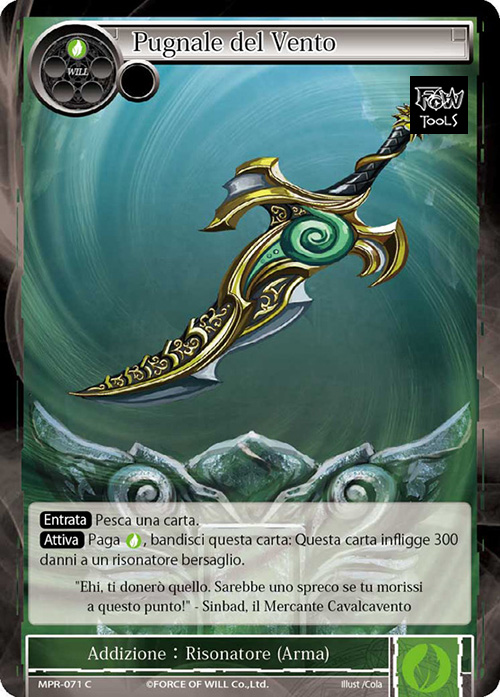 Pugnale del Vento
WILL
FOW
TOOLS
Entrata Pesca una carta.
Attiva Paga , bandisci questa carta: Questa carta infligge 300
danni a un risonatore bersaglio.
"Ehi, ti donerò quello. Sarebbe uno spreco se tu morissi
a questo punto!" - Sinbad, il Mercante Cavalcavento
Addizione : Risonatore (Arma)
MPR-071 C ©FORCE OF WILL Co.,Ltd. Illust /Cola